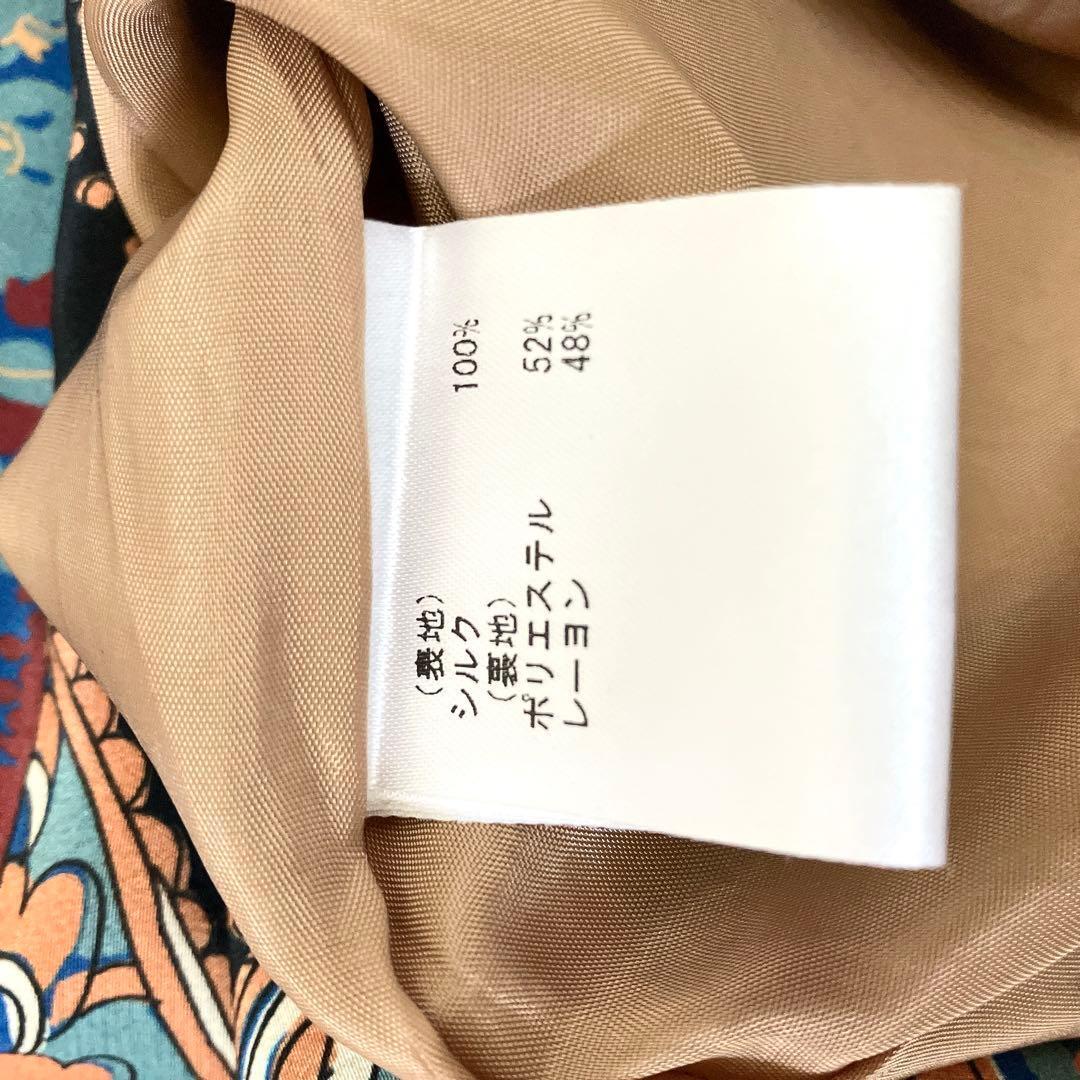 (裏地)
シルク 100%
(裏地)
ポリエステル 52%
レーヨン 48%